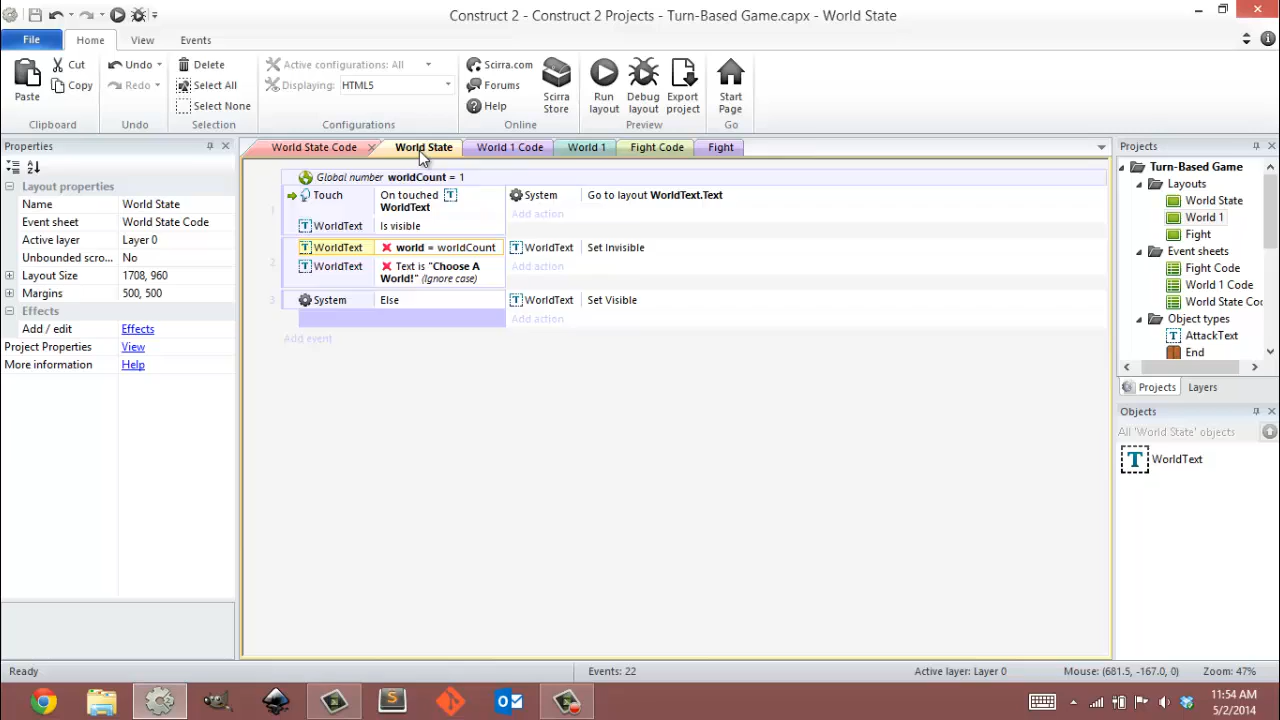 Construct 2 - Construct 2 Projects - Turn-Based Game.capx - World State
File Home View Events
Paste Cut Copy
Undo Redo
Delete Select All Select None
Active configurations: All
Displaying: HTML5
Scirra.com Forums Help
Scirra Store
Run layout
Debug layout
Export project
Start Page
Clipboard Undo Selection Configurations Online Preview Go
Properties
Layout properties
Name World State
Event sheet World State Code
Active layer Layer 0
Unbounded scro... No
Layout Size 1708, 960
Margins 500, 500
Effects
Add / edit Effects
Project Properties View
More information Help
World State Code World State World 1 Code World 1 Fight Code Fight
Global number worldCount = 1
1 Touch On touched T WorldText System Go to layout WorldText.Text
Add action
WorldText Is visible
2 WorldText world = worldCount WorldText Set Invisible
WorldText Text is "Choose A World!" (Ignore case) Add action
3 System Else WorldText Set Visible
Add action
Add event
Projects
Turn-Based Game
Layouts
World State
World 1
Fight
Event sheets
Fight Code
World 1 Code
World State Coc
Object types
AttackText
End
Projects Layers
Objects
All 'World State' objects
T WorldText
Ready Events: 22 Active layer: Layer 0 Mouse: (681.5, -167.0, 0) Zoom: 47%
11:54 AM
5/2/2014